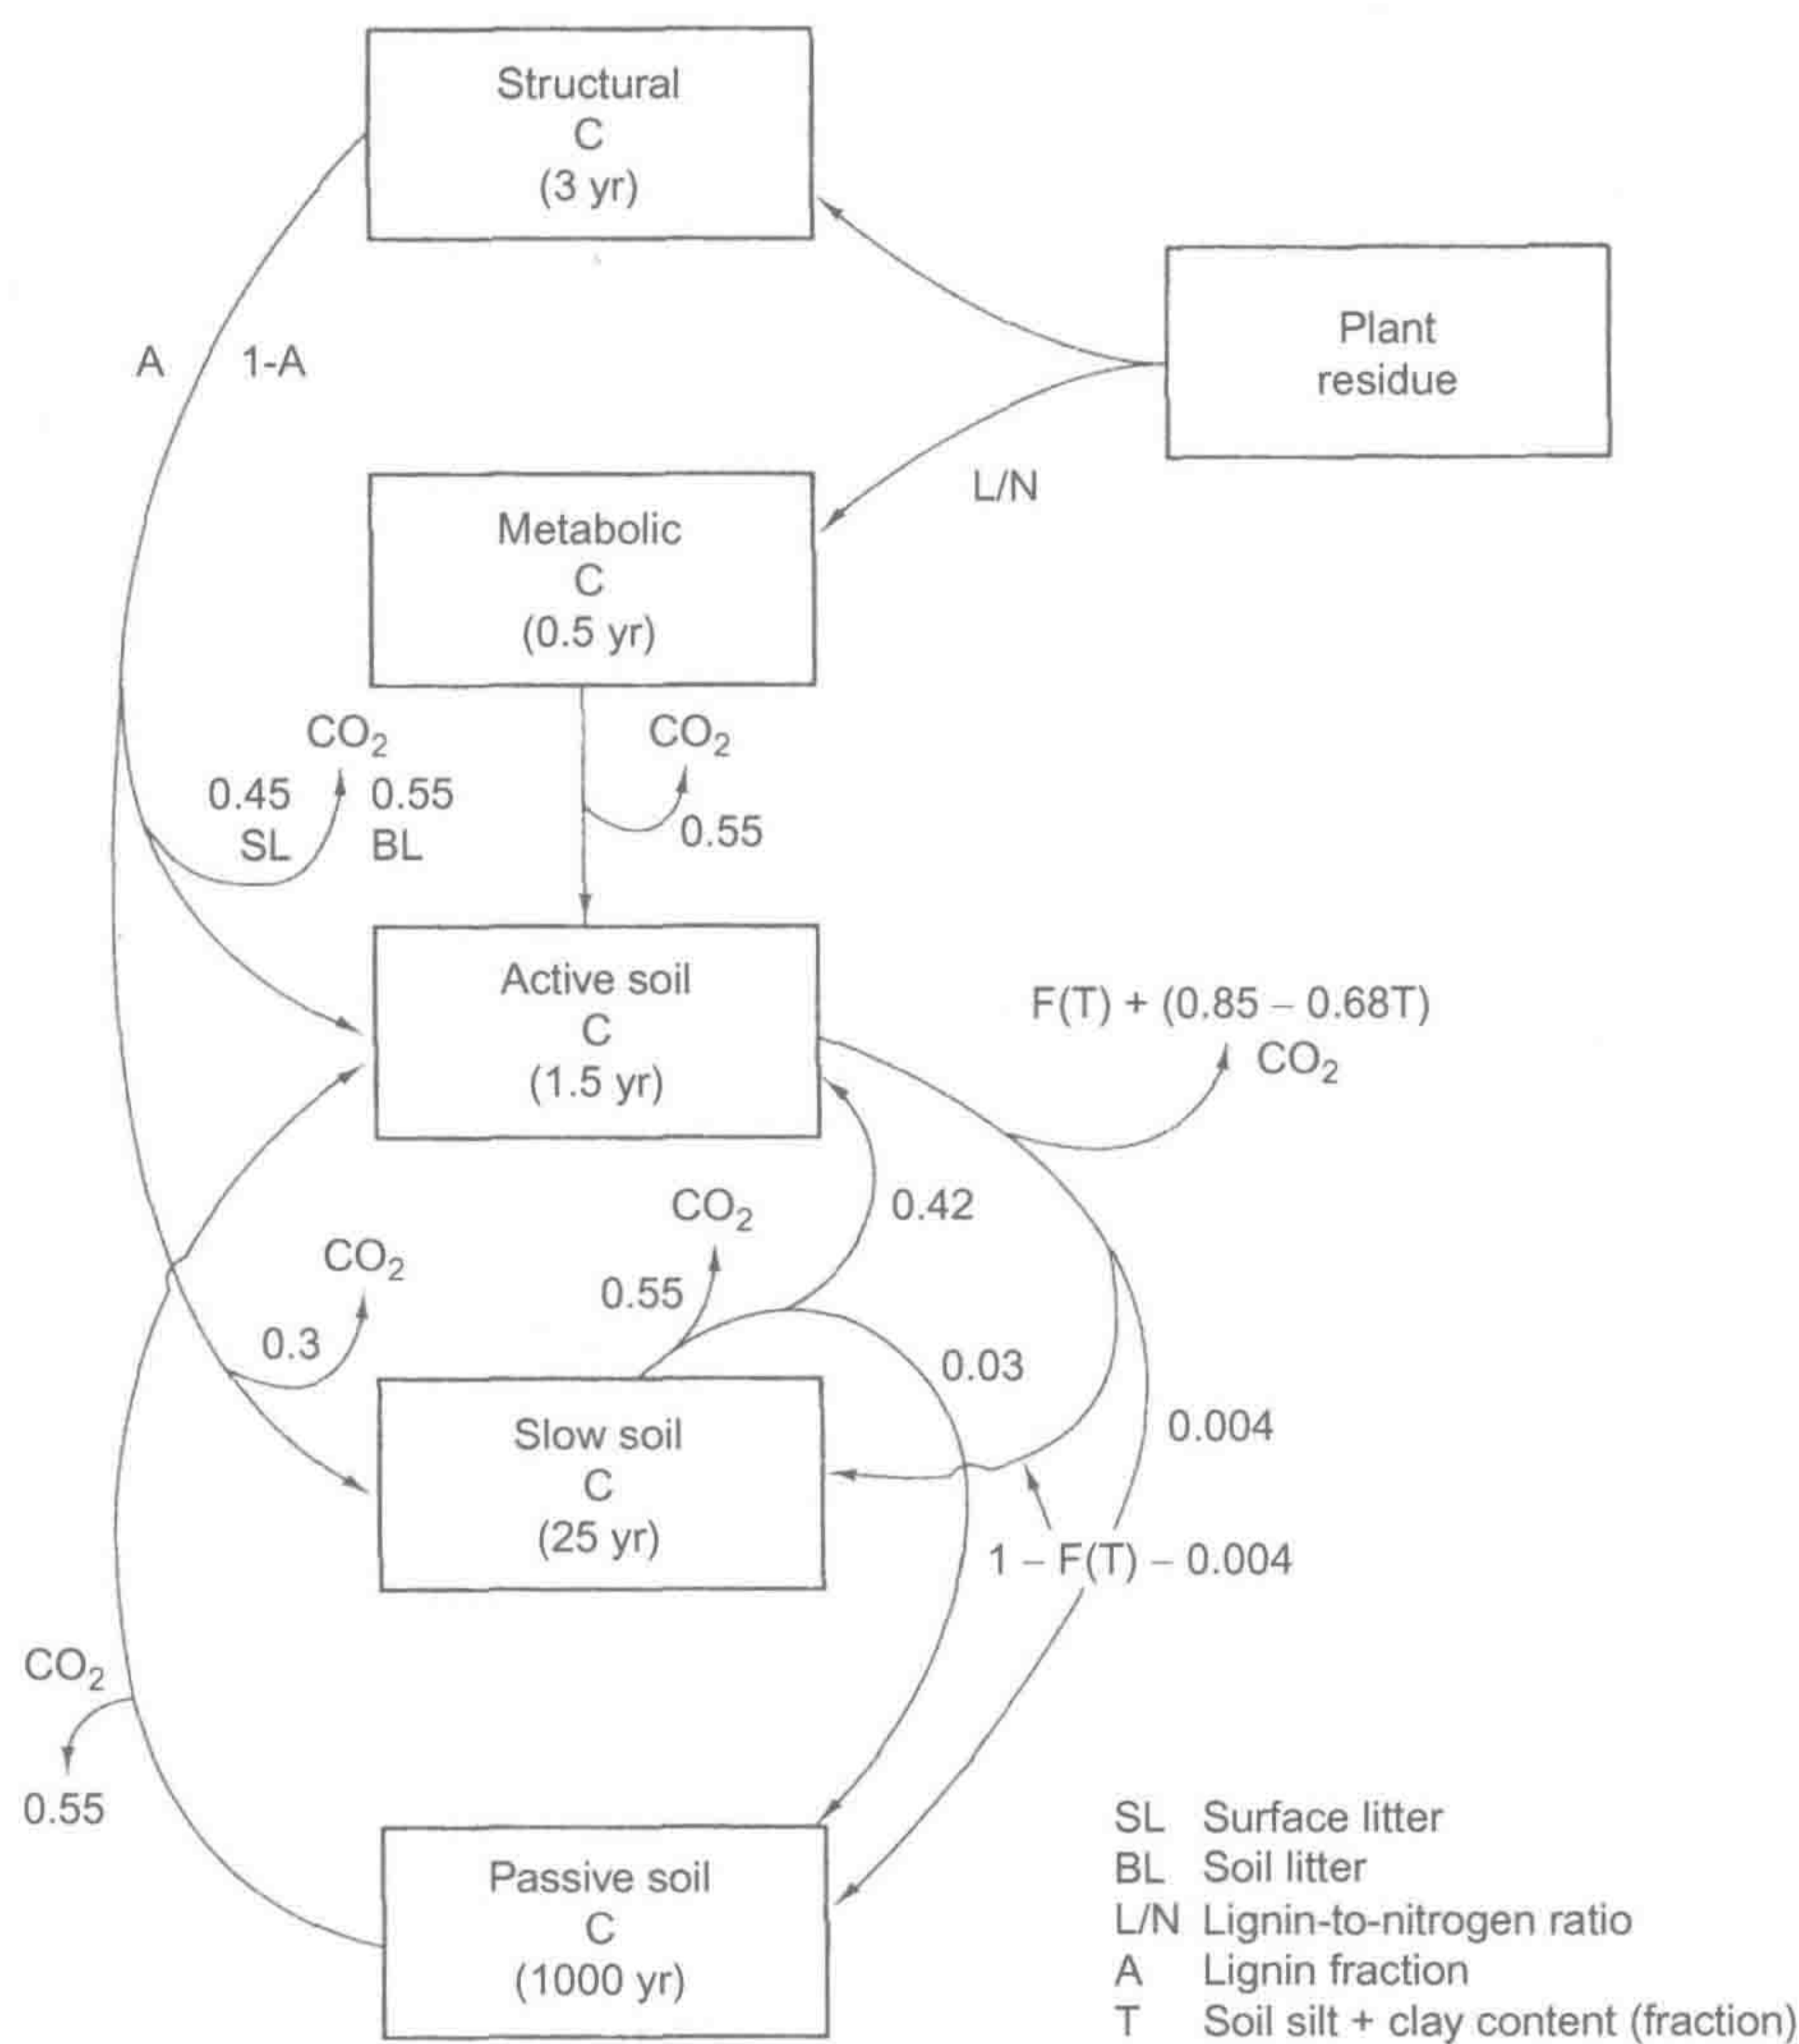 Structural
C
(3 yr)
Plant
residue
A
1-A
L/N
Metabolic
C
(0.5 yr)
CO2
CO2
0.45
0.55
SL
BL
0.55
Active soil
C
(1.5 yr)
F(T) + (0.85 – 0.68T)
CO2
CO2
0.42
CO2
0.55
0.3
0.03
Slow soil
C
(25 yr)
0.004
1 – F(T) – 0.004
CO2
0.55
Passive soil
C
(1000 yr)
SL Surface litter
BL Soil litter
L/N Lignin-to-nitrogen ratio
A Lignin fraction
T Soil silt + clay content (fraction)